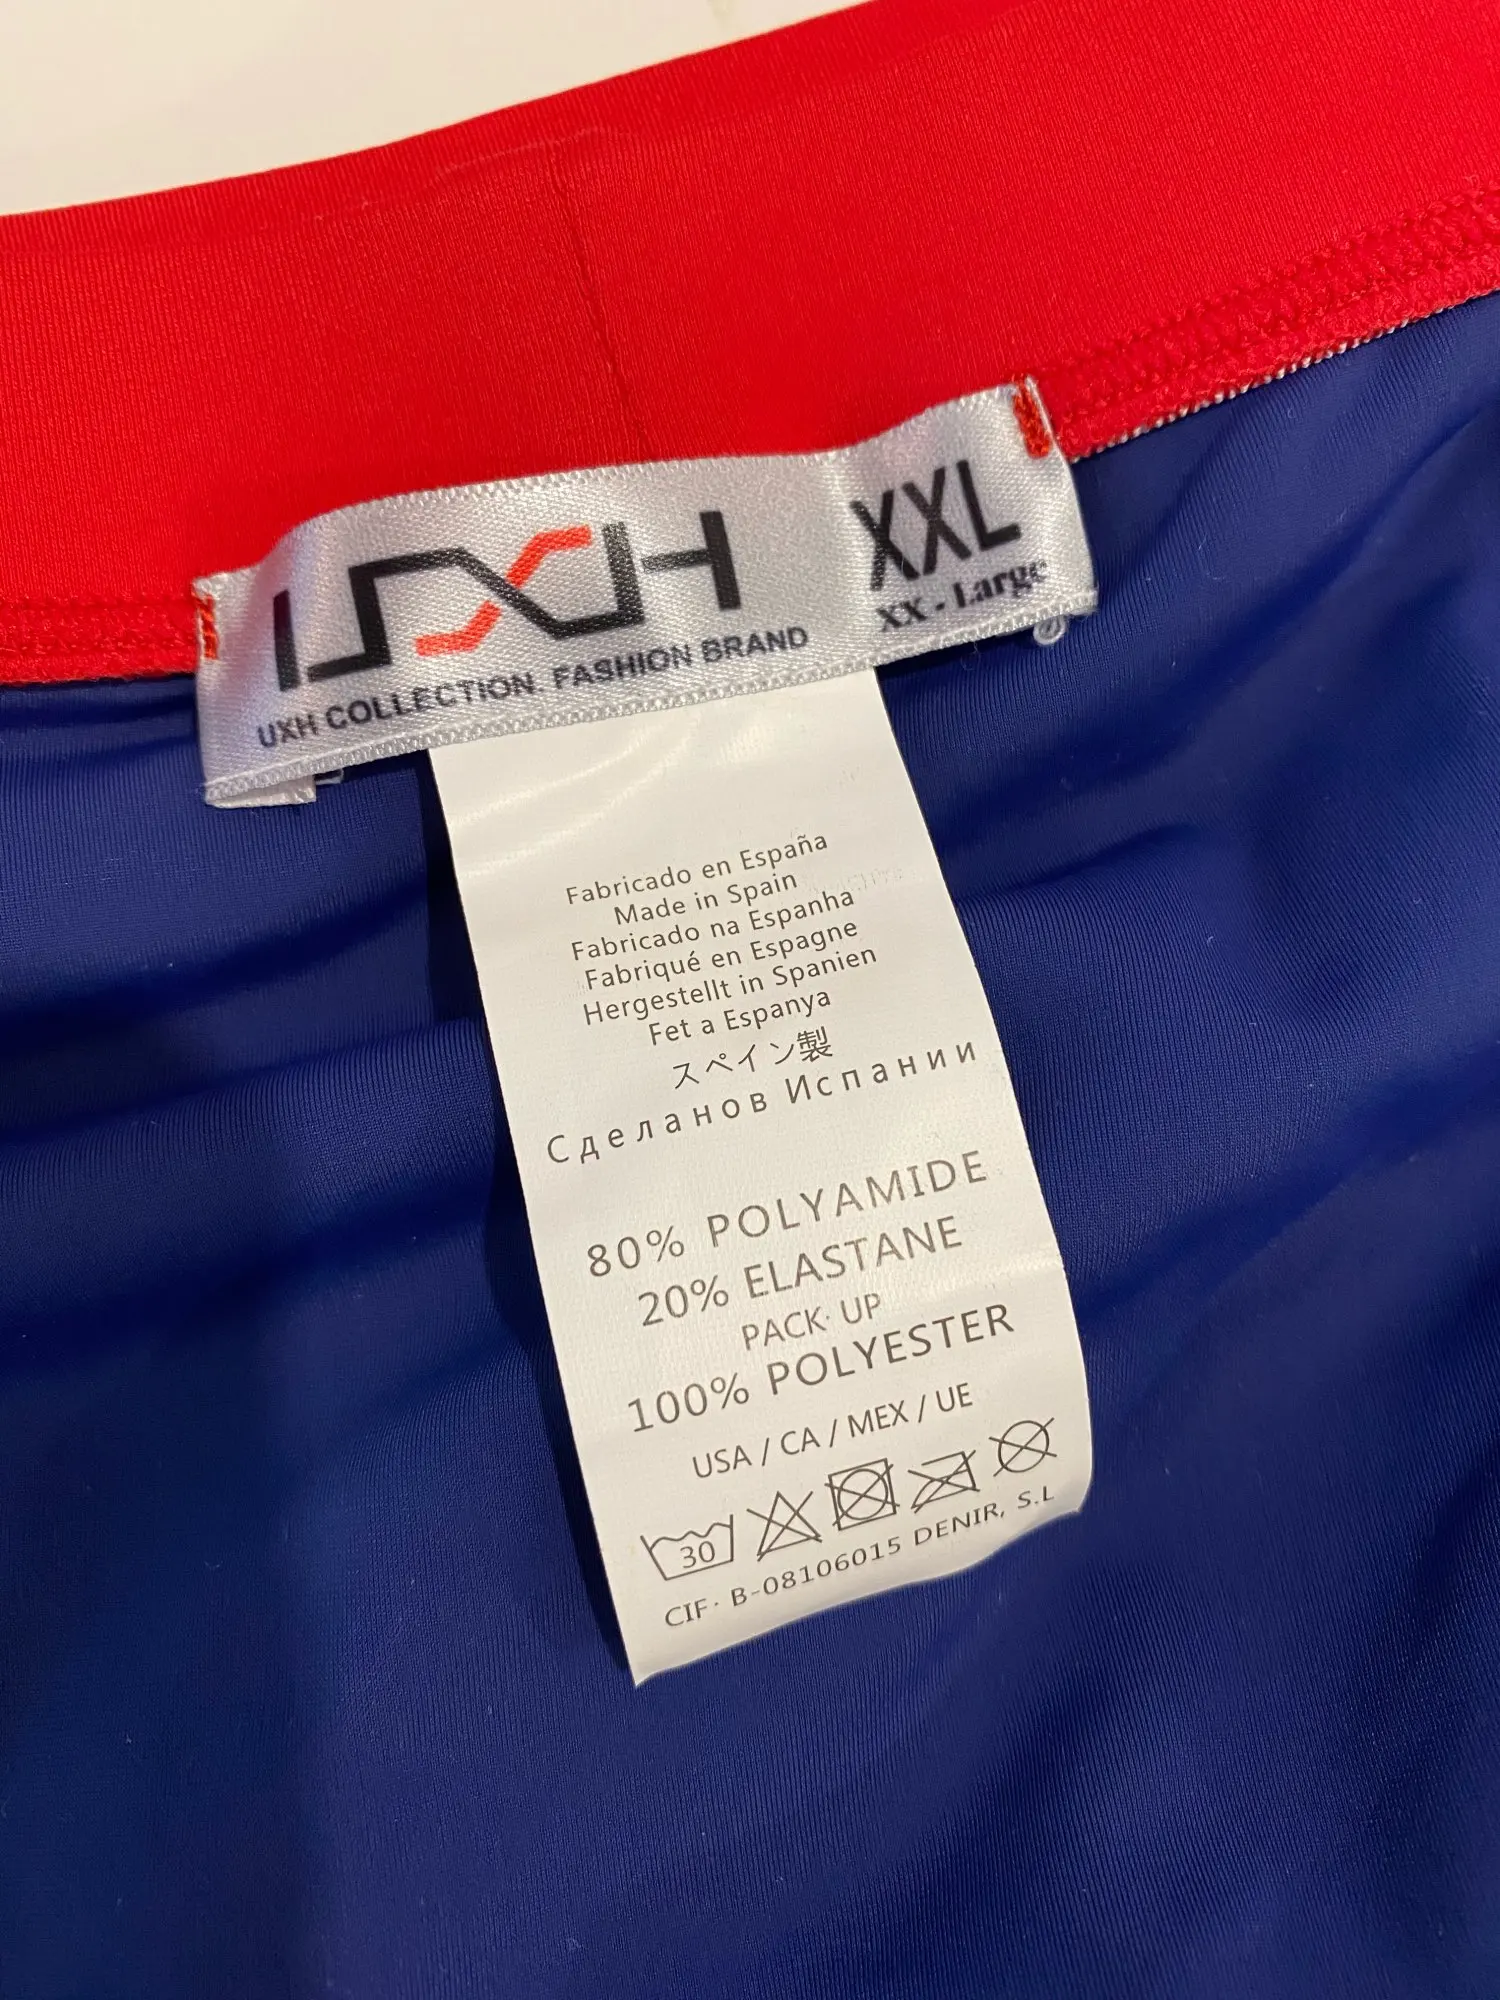 UXH
XXL
UXH COLLECTION. FASHION BRAND
XX - Large
Fabricado en España
Made in Spain
Fabricado na Espanha
Fabriqué en Espagne
Hergestellt in Spanien
Fet a Espanya
スペイン製
Сделанов Испании
80% POLYAMIDE
20% ELASTANE
PACK· UP
100% POLYESTER
USA / CA / MEX / UE
30
CIF· B-08106015 DENIR, S.L